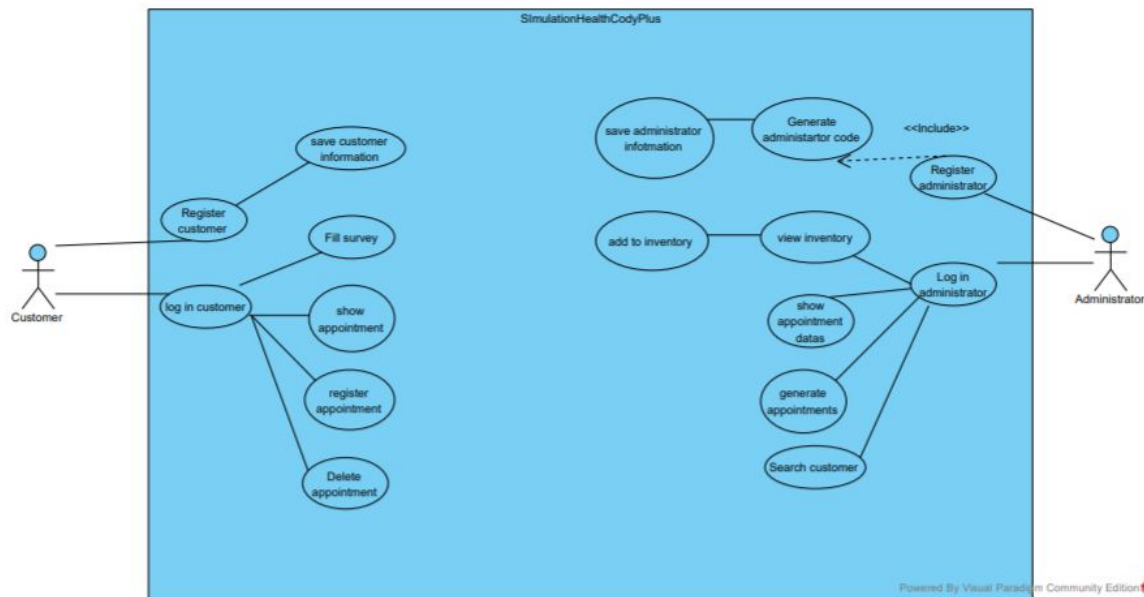 SImulationHealthCodyPlus
save customer
information
Register
customer
Fill survey
log in customer
show
appointment
register
appointment
Delete
appointment
Customer
save administrator
infotmation
Generate
administartor code
<<Include>>
Register
administrator
add to inventory
view inventory
Log in
administrator
show
appointment
datas
generate
appointments
Search customer
Administrator
Powered By Visual Paradigm Community Edition